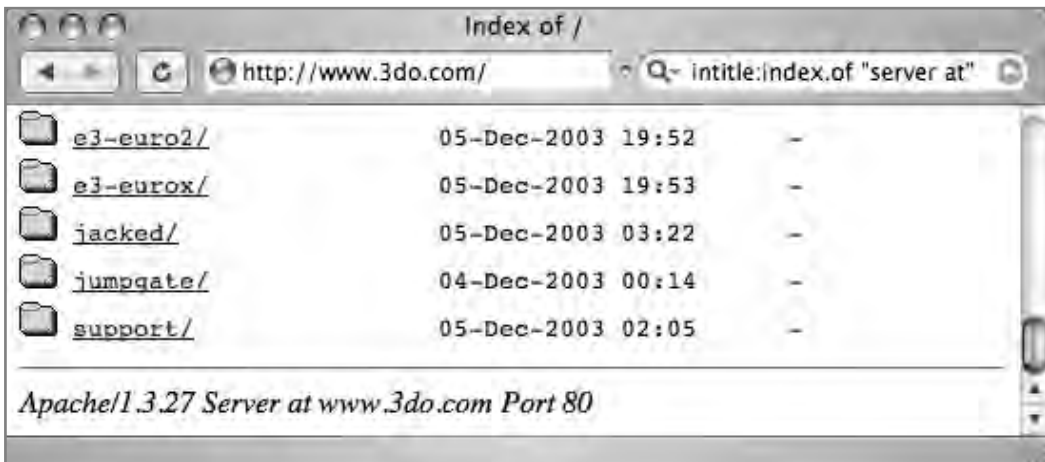 Index of /
http://www.3do.com/ intitle:index.of "server at"
e3-euro2/ 05-Dec-2003 19:52 -
e3-eurox/ 05-Dec-2003 19:53 -
jacked/ 05-Dec-2003 03:22 -
jumpgate/ 04-Dec-2003 00:14 -
support/ 05-Dec-2003 02:05 -
Apache/1.3.27 Server at www.3do.com Port 80